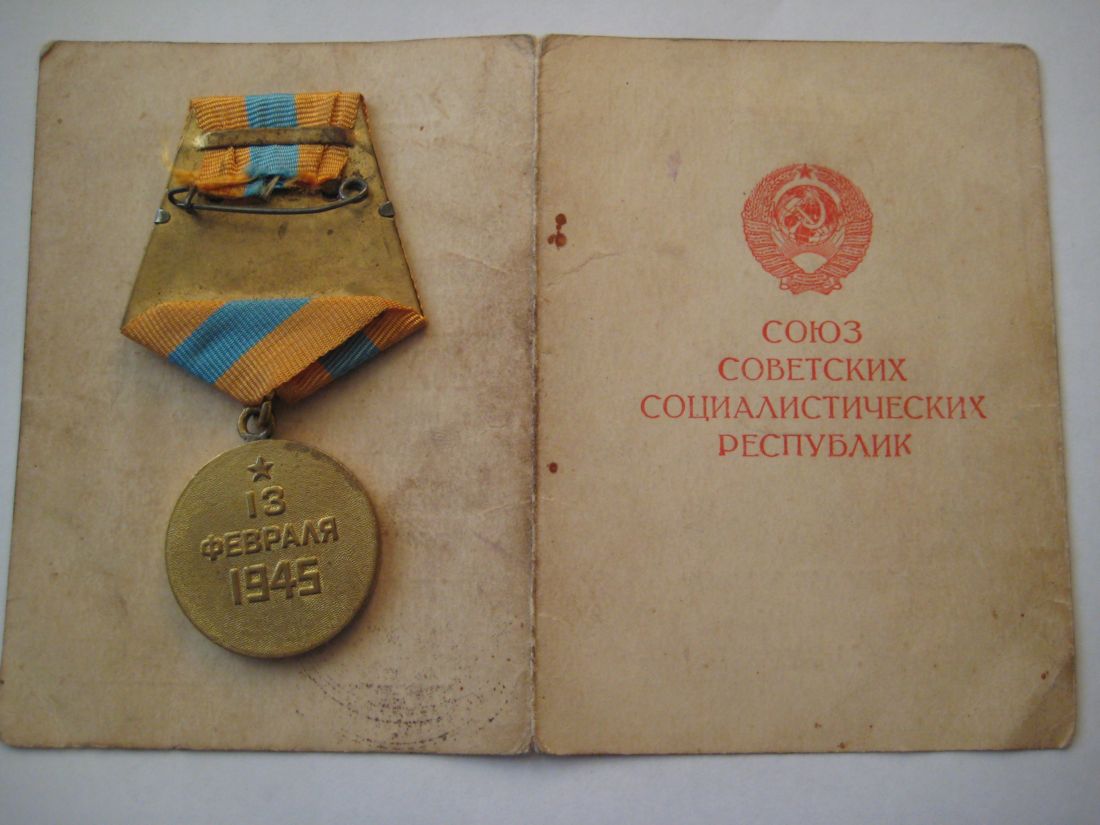 13
ФЕВРАЛЯ
1945
СОЮЗ
СОВЕТСКИХ
СОЦИАЛИСТИЧЕСКИХ
РЕСПУБЛИК